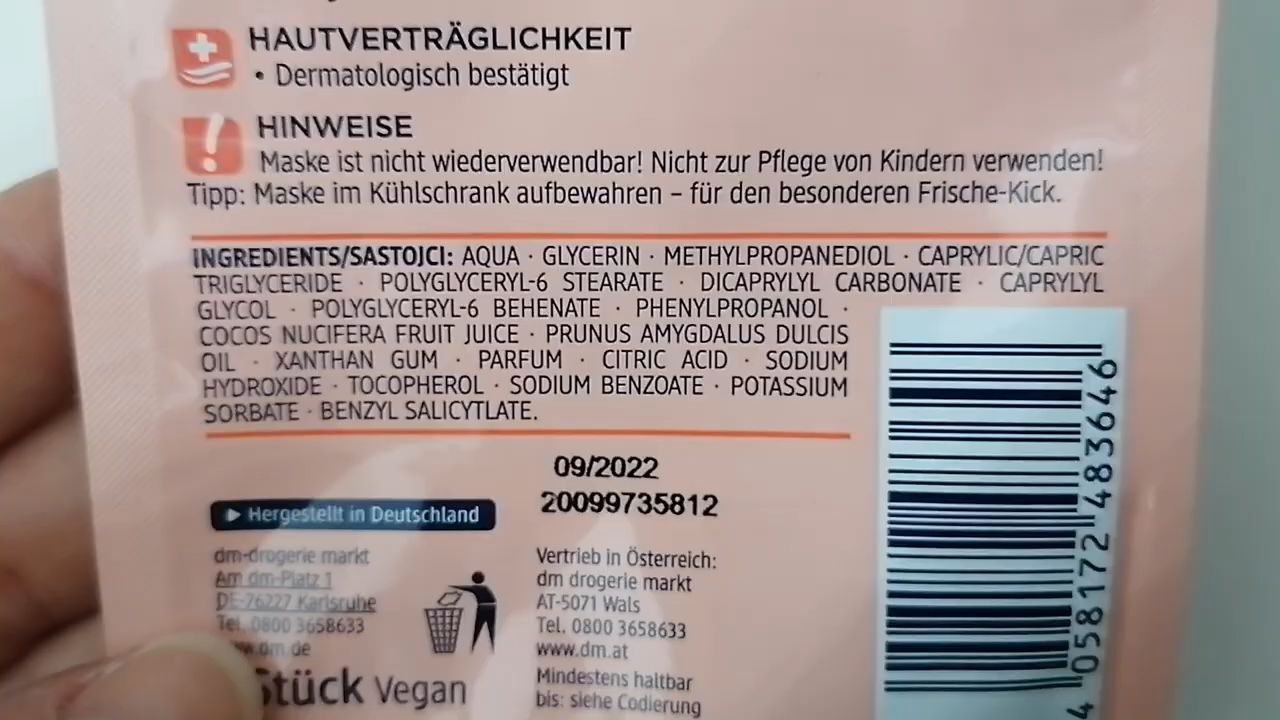 HAUTVERTRÄGLICHKEIT
• Dermatologisch bestätigt
HINWEISE
Maske ist nicht wiederverwendbar! Nicht zur Pflege von Kindern verwenden!
Tipp: Maske im Kühlschrank aufbewahren – für den besonderen Frische-Kick.
INGREDIENTS/SASTOJCI: AQUA · GLYCERIN · METHYLPROPANEDIOL · CAPRYLIC/CAPRIC
TRIGLYCERIDE · POLYGLYCERYL-6 STEARATE · DICAPRYLYL CARBONATE · CAPRYLYL
GLYCOL · POLYGLYCERYL-6 BEHENATE · PHENYLPROPANOL ·
COCOS NUCIFERA FRUIT JUICE · PRUNUS AMYGDALUS DULCIS
OIL · XANTHAN GUM · PARFUM · CITRIC ACID · SODIUM
HYDROXIDE · TOCOPHEROL · SODIUM BENZOATE · POTASSIUM
SORBATE · BENZYL SALICYTLATE.
09/2022
20099735812
Hergestellt in Deutschland
dm-drogerie markt
Am dm-Platz 1
DE-76227 Karlsruhe
Tel. 0800 3658633
www.dm.de
Stück Vegan
Vertrieb in Österreich:
dm drogerie markt
AT-5071 Wals
Tel. 0800 3658633
www.dm.at
Mindestens haltbar
bis: siehe Codierung
4 058172 483646